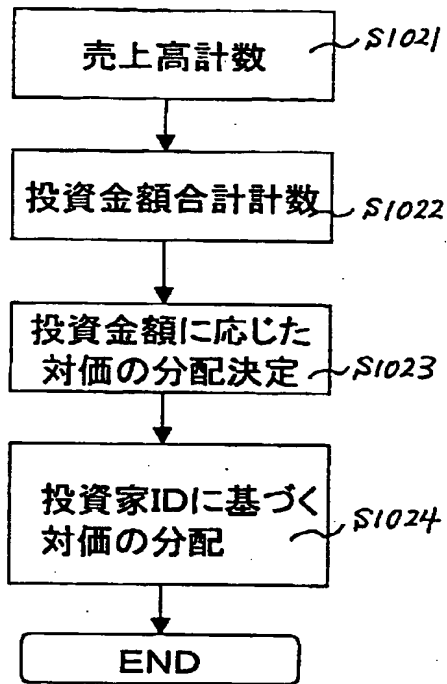 売上高計数
S1021
投資金額合計計数
S1022
投資金額に応じた
対価の分配決定
S1023
投資家IDに基づく
対価の分配
S1024
END